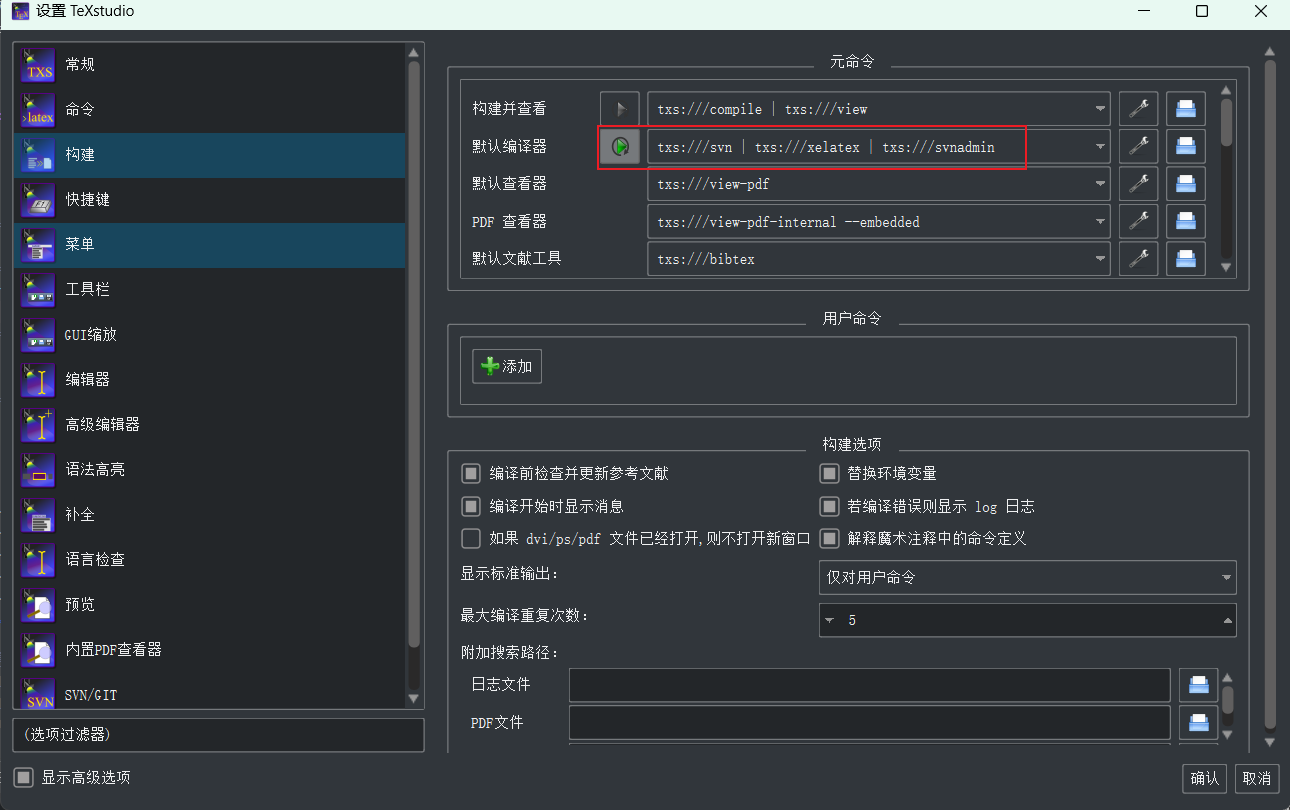 设置 TeXstudio
TXS 常规
>latex 命令
构建
快捷键
菜单
工具栏
GUI缩放
编辑器
高级编辑器
语法高亮
补全
语言检查
预览
内置PDF查看器
SVN SVN/GIT
(选项过滤器)
显示高级选项
元命令
构建并查看 txs:///compile | txs:///view
默认编译器 txs:///svn | txs:///xelatex | txs:///svnadmin
默认查看器 txs:///view-pdf
PDF 查看器 txs:///view-pdf-internal --embedded
默认文献工具 txs:///bibtex
用户命令
添加
构建选项
编译前检查并更新参考文献 替换环境变量
编译开始时显示消息 若编译错误则显示 log 日志
如果 dvi/ps/pdf 文件已经打开,则不打开新窗口 解释魔术注释中的命令定义
显示标准输出: 仅对用户命令
最大编译重复次数: 5
附加搜索路径:
日志文件
PDF文件
确认 取消